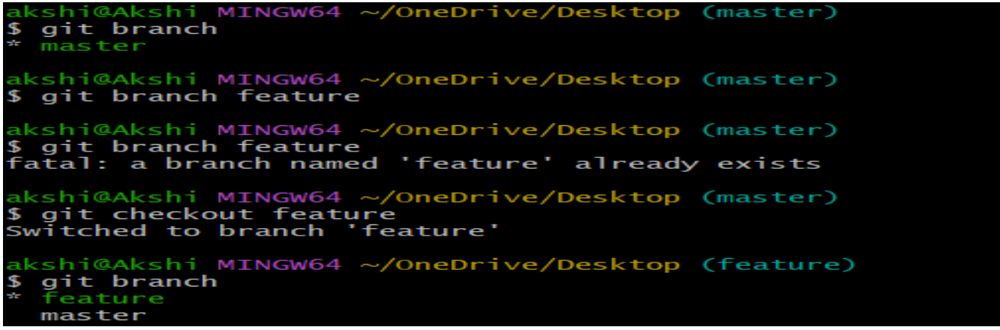 akshi@Akshi MINGW64 ~/OneDrive/Desktop (master)
$ git branch
* master
akshi@Akshi MINGW64 ~/OneDrive/Desktop (master)
$ git branch feature
akshi@Akshi MINGW64 ~/OneDrive/Desktop (master)
$ git branch feature
fatal: a branch named 'feature' already exists
akshi@Akshi MINGW64 ~/OneDrive/Desktop (master)
$ git checkout feature
Switched to branch 'feature'
akshi@Akshi MINGW64 ~/OneDrive/Desktop (feature)
$ git branch
* feature
  master